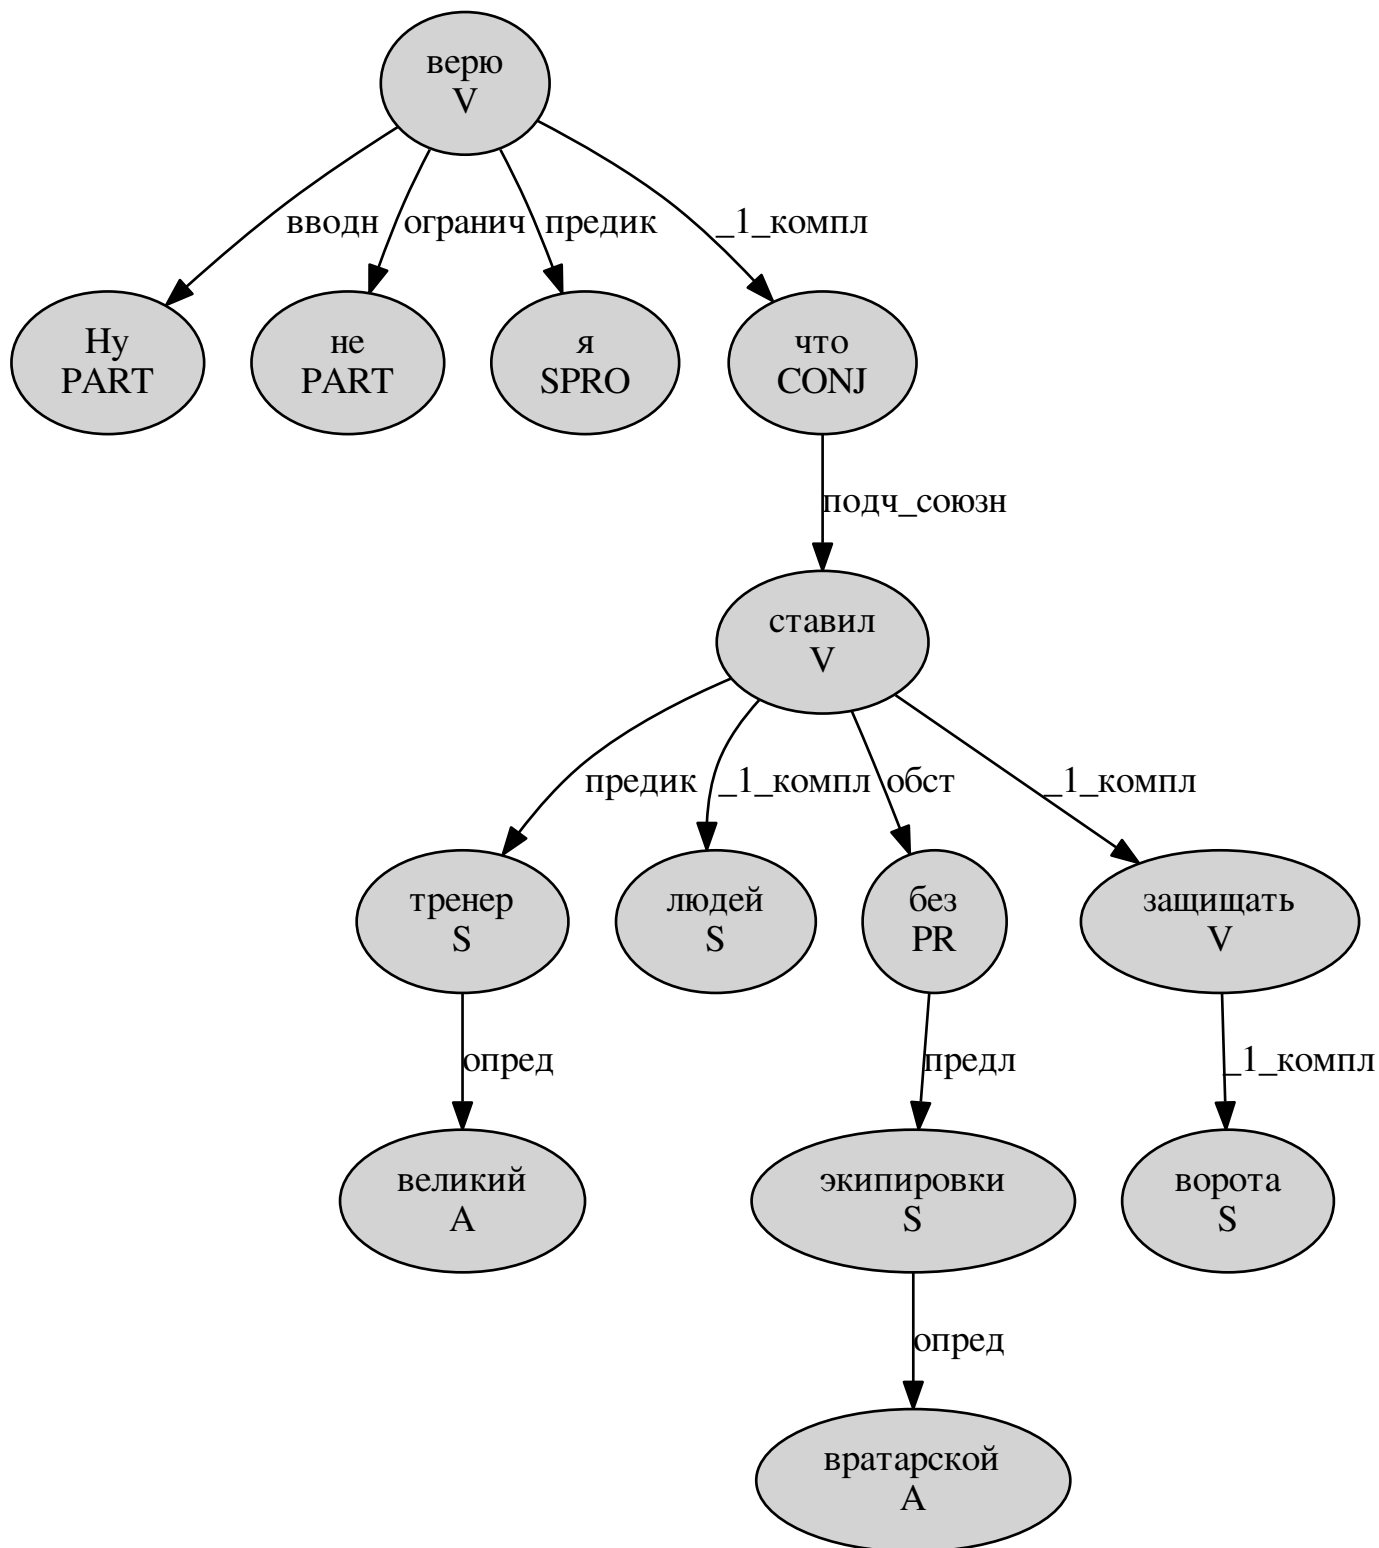 верю
V
вводн огранич предик _1_компл
Ну
PART
не
PART
я
SPRO
что
CONJ
подч_союзн
ставил
V
предик _1_компл обст _1_компл
тренер
S
людей
S
без
PR
защищать
V
опред предл _1_компл
великий
A
экипировки
S
ворота
S
опред
вратарской
A